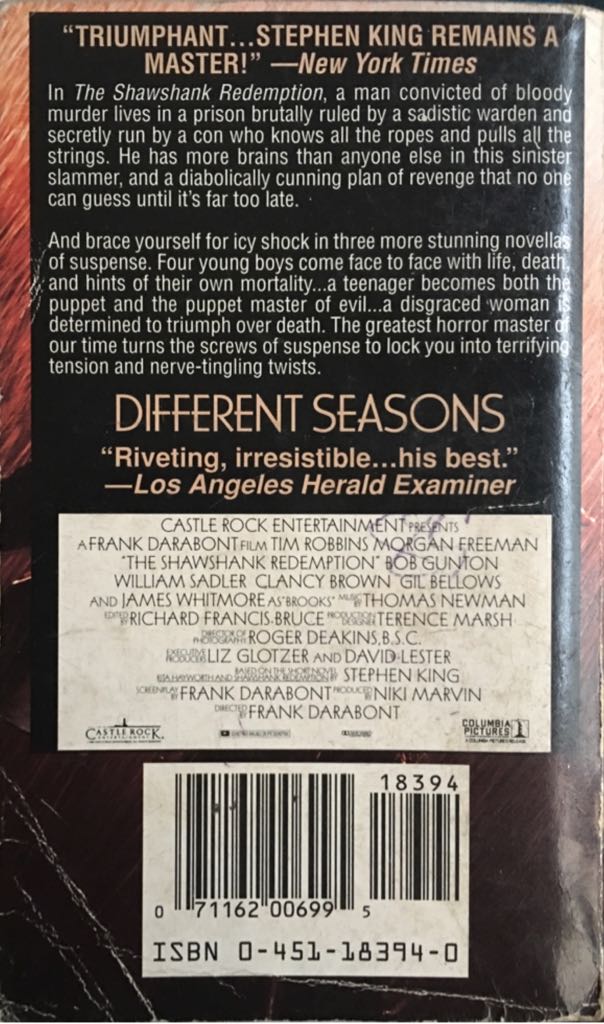 “TRIUMPHANT...STEPHEN KING REMAINS A
MASTER!” —New York Times
In The Shawshank Redemption, a man convicted of bloody
murder lives in a prison brutally ruled by a sadistic warden and
secretly run by a con who knows all the ropes and pulls all the
strings. He has more brains than anyone else in this sinister
slammer, and a diabolically cunning plan of revenge that no one
can guess until it’s far too late.
And brace yourself for icy shock in three more stunning novellas
of suspense. Four young boys come face to face with life, death,
and hints of their own mortality...a teenager becomes both the
puppet and the puppet master of evil...a disgraced woman is
determined to triumph over death. The greatest horror master of
our time turns the screws of suspense to lock you into terrifying
tension and nerve-tingling twists.
DIFFERENT SEASONS
“Riveting, irresistible...his best.”
—Los Angeles Herald Examiner
CASTLE ROCK ENTERTAINMENT PRESENTS
A FRANK DARABONT FILM TIM ROBBINS MORGAN FREEMAN
"THE SHAWSHANK REDEMPTION" BOB GUNTON
WILLIAM SADLER CLANCY BROWN GIL BELLOWS
AND JAMES WHITMORE AS "BROOKS" MUSIC BY THOMAS NEWMAN
EDITED BY RICHARD FRANCIS-BRUCE PRODUCTION DESIGNER TERENCE MARSH
DIRECTOR OF PHOTOGRAPHY ROGER DEAKINS, B.S.C.
EXECUTIVE PRODUCERS LIZ GLOTZER AND DAVID LESTER
BASED ON THE SHORT NOVEL RITA HAYWORTH AND SHAWSHANK REDEMPTION BY STEPHEN KING
SCREENPLAY BY FRANK DARABONT PRODUCED BY NIKI MARVIN
DIRECTED BY FRANK DARABONT
CASTLE ROCK
ENTERTAINMENT
COLUMBIA
PICTURES
A COLUMBIA PICTURES RELEASE
18394
0 71162 00699 5
ISBN 0-451-18394-0